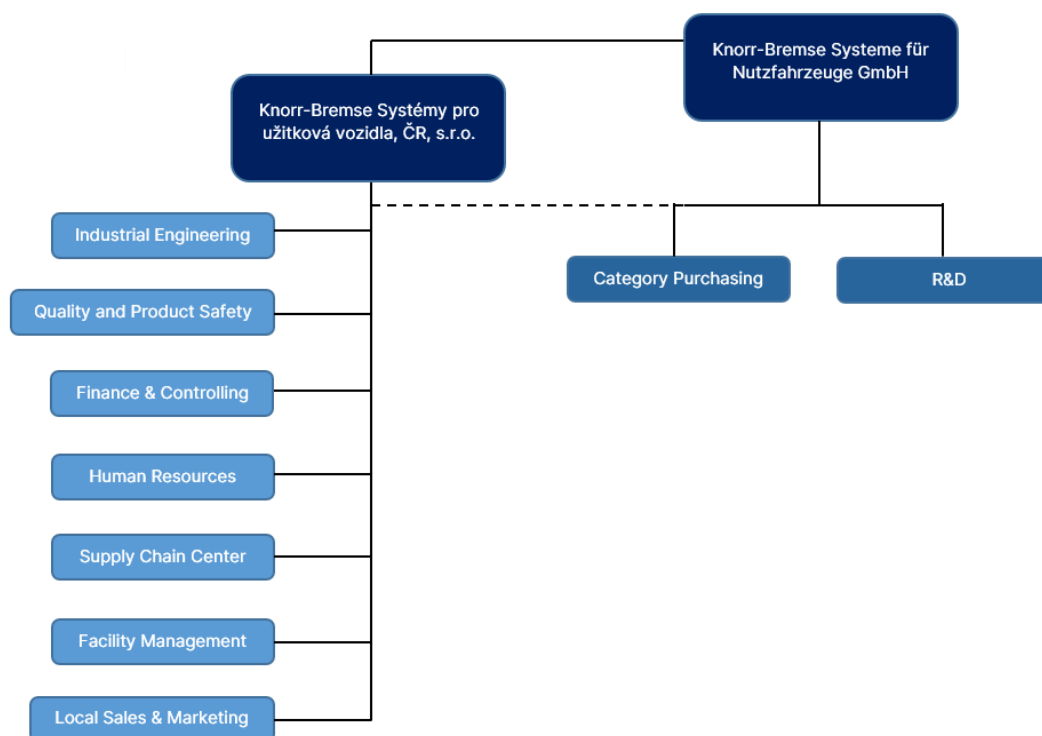 Knorr-Bremse Systeme für
Nutzfahrzeuge GmbH
Knorr-Bremse Systémy pro
užitková vozidla, ČR, s.r.o.
Industrial Engineering
Category Purchasing
R&D
Quality and Product Safety
Finance & Controlling
Human Resources
Supply Chain Center
Facility Management
Local Sales & Marketing